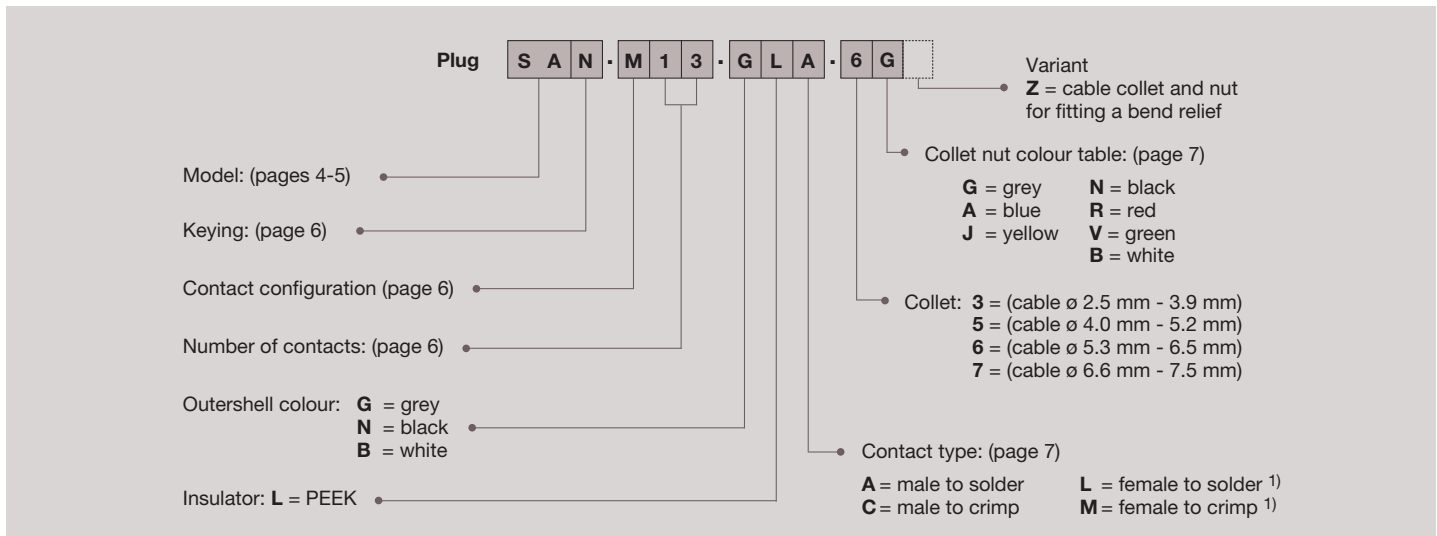 Plug SAN · M13 · GLA · 6G
Variant
Z = cable collet and nut
for fitting a bend relief
Collet nut colour table: (page 7)
G = grey N = black
A = blue R = red
J = yellow V = green
B = white
Model: (pages 4-5)
Keying: (page 6)
Contact configuration (page 6)
Collet: 3 = (cable ø 2.5 mm - 3.9 mm)
5 = (cable ø 4.0 mm - 5.2 mm)
6 = (cable ø 5.3 mm - 6.5 mm)
7 = (cable ø 6.6 mm - 7.5 mm)
Number of contacts: (page 6)
Outershell colour: G = grey
N = black
B = white
Contact type: (page 7)
A = male to solder L = female to solder 1)
C = male to crimp M = female to crimp 1)
Insulator: L = PEEK